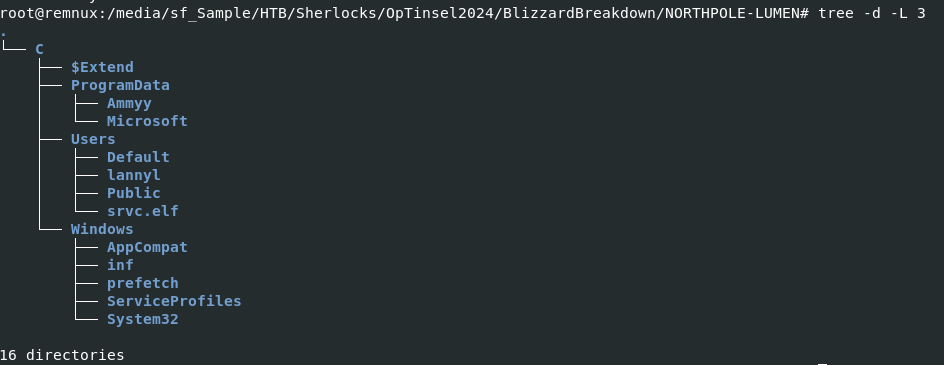 root@remnux:/media/sf_Sample/HTB/Sherlocks/OpTinsel2024/BlizzardBreakdown/NORTHPOLE-LUMEN# tree -d -L 3
.
└── C
    ├── $Extend
    ├── ProgramData
    │   ├── Ammyy
    │   └── Microsoft
    ├── Users
    │   ├── Default
    │   ├── lannyl
    │   ├── Public
    │   └── srvc.elf
    └── Windows
        ├── AppCompat
        ├── inf
        ├── prefetch
        ├── ServiceProfiles
        └── System32
16 directories